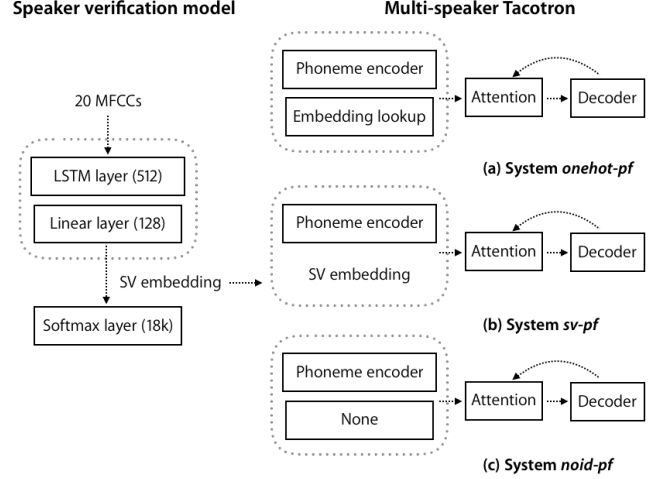 Speaker verification model
Multi-speaker Tacotron
20 MFCCs
LSTM layer (512)
Linear layer (128)
SV embedding
Softmax layer (18k)
Phoneme encoder
Embedding lookup
Attention
Decoder
(a) System onehot-pf
Phoneme encoder
SV embedding
Attention
Decoder
(b) System sv-pf
Phoneme encoder
None
Attention
Decoder
(c) System noid-pf